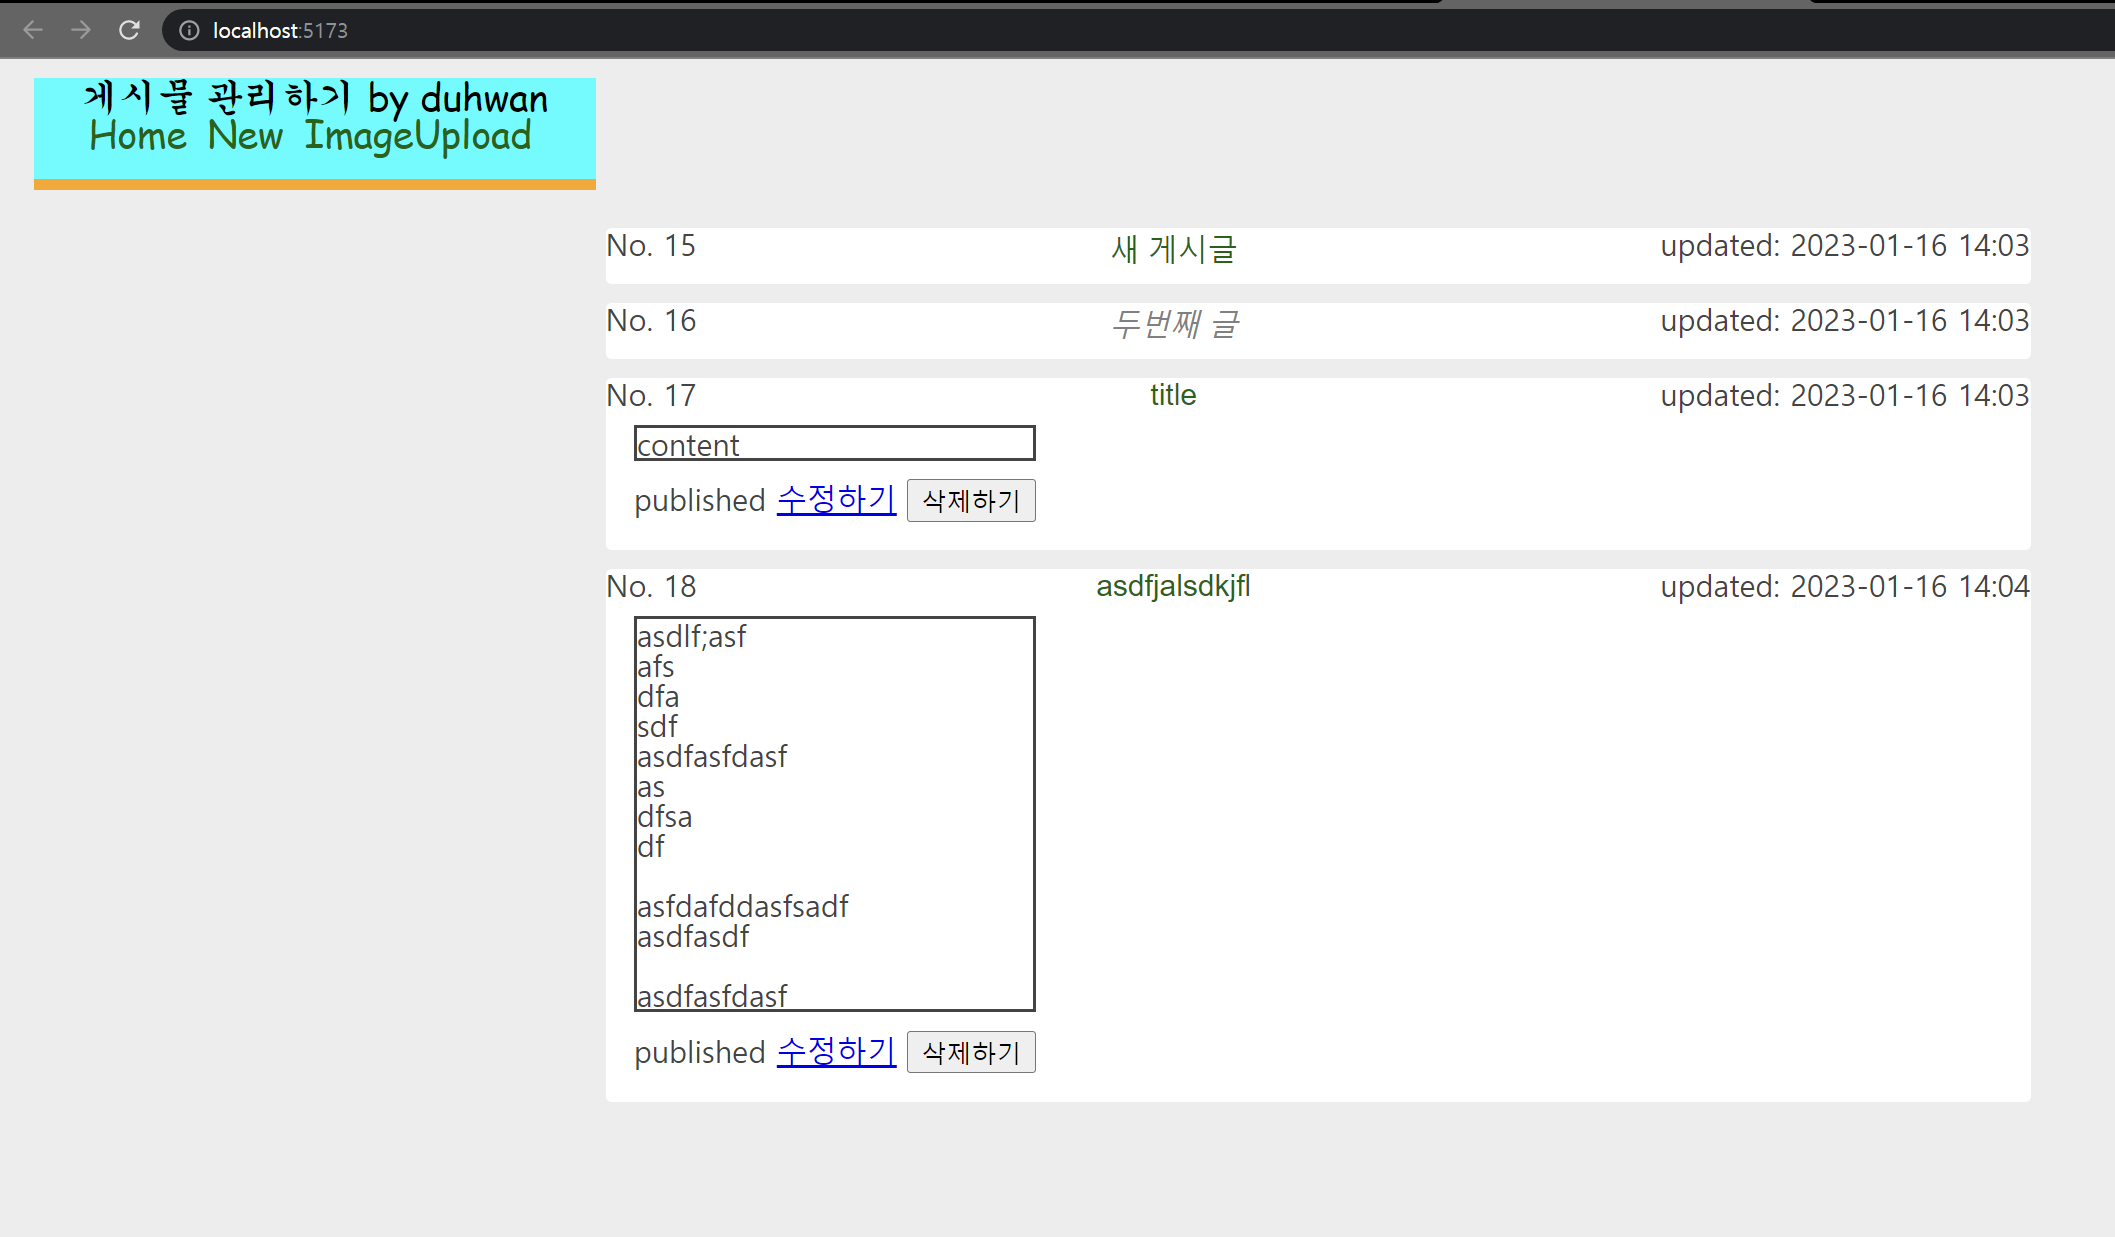 localhost:5173
게시물 관리하기 by duhwan
Home New ImageUpload
No. 15 새 게시글 updated: 2023-01-16 14:03
No. 16 두번째 글 updated: 2023-01-16 14:03
No. 17 title updated: 2023-01-16 14:03
content
published 수정하기 삭제하기
No. 18 asdfjalsdkjfl updated: 2023-01-16 14:04
asdlf;asf
afs
dfa
sdf
asdfasfdasf
as
dfsa
df
asfdafddasfsadf
asdfasdf
asdfasfdasf
published 수정하기 삭제하기